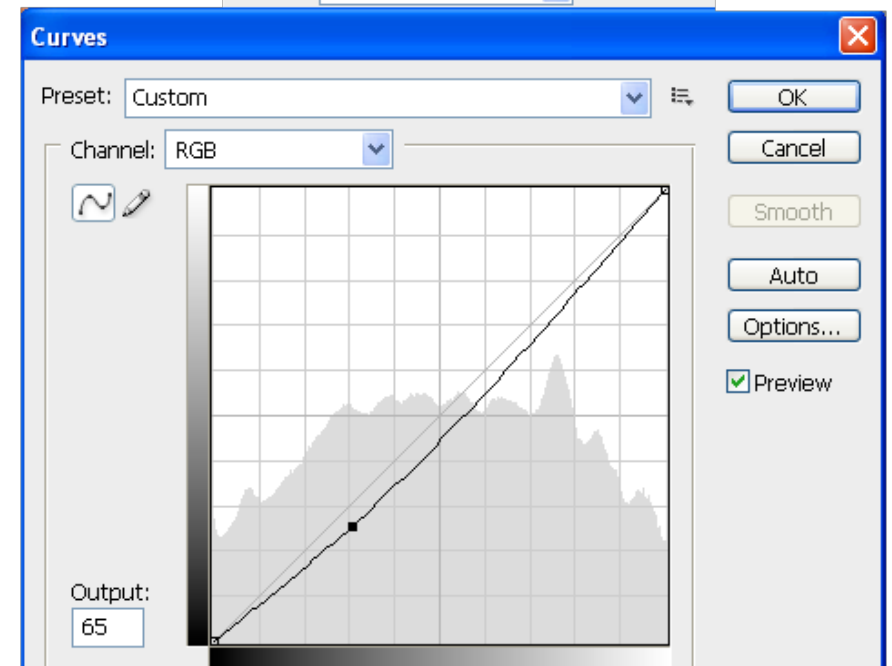 Curves
Preset: Custom
OK
Channel: RGB
Cancel
Smooth
Auto
Options...
Preview
Output:
65